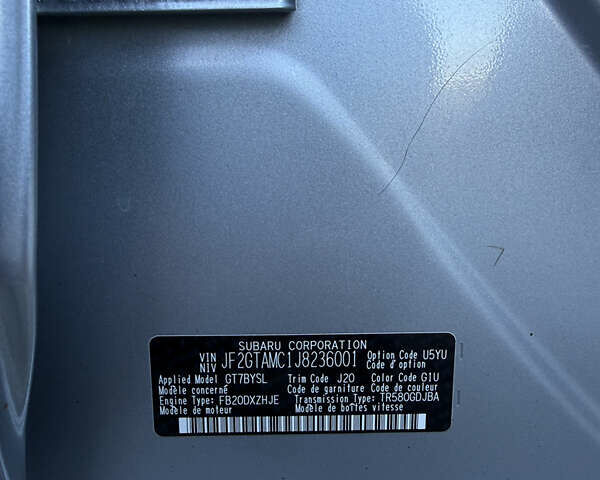 SUBARU CORPORATION
VIN NIV JF2GTAMC1J8236001 Option Code U5YU Code d'option
Applied Model GT7BYSL Trim Code J20 Color Code G1U
Modèle concerné Code de garniture Code de couleur
Engine Type: FB20DXZHJE Transmission Type: TR580GDJBA
Modèle de moteur Modèle de boîtes vitesse